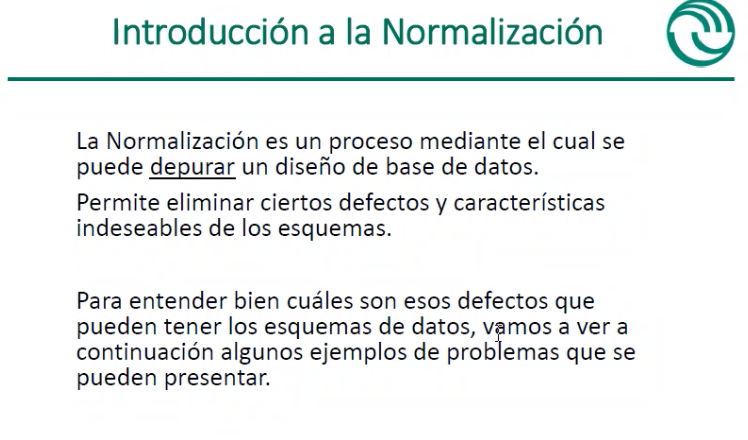 Introducción a la Normalización
La Normalización es un proceso mediante el cual se
puede depurar un diseño de base de datos.
Permite eliminar ciertos defectos y características
indeseables de los esquemas.
Para entender bien cuáles son esos defectos que
pueden tener los esquemas de datos, vamos a ver a
continuación algunos ejemplos de problemas que se
pueden presentar.